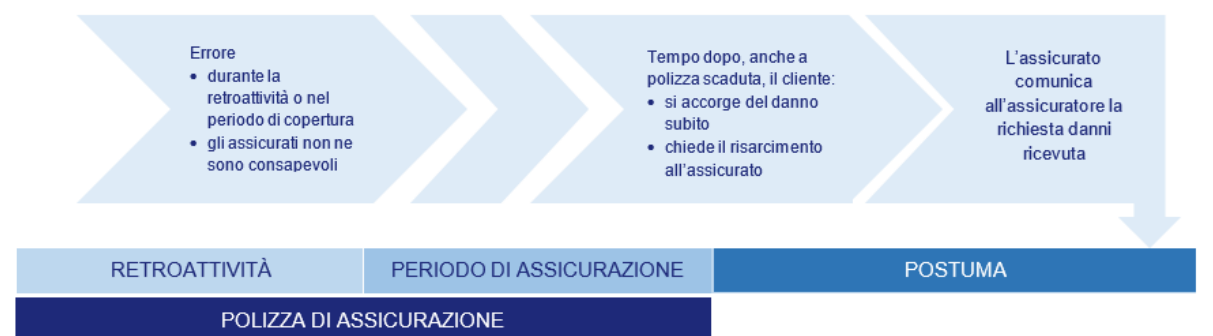 Errore
• durante la
retroattività o nel
periodo di copertura
• gli assicurati non ne
sono consapevoli
Tempo dopo, anche a
polizza scaduta, il cliente:
• si accorge del danno
subito
• chiede il risarcimento
all'assicurato
L'assicurato
comunica
all'assicuratore la
richiesta danni
ricevuta
RETROATTIVITÀ
PERIODO DI ASSICURAZIONE
POSTUMA
POLIZZA DI ASSICURAZIONE